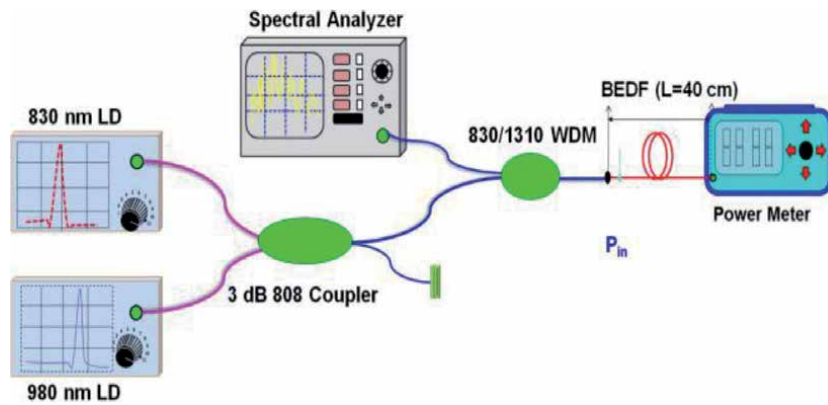 Spectral Analyzer
830 nm LD
BEDF (L=40 cm)
830/1310 WDM
Power Meter
P_in
3 dB 808 Coupler
980 nm LD